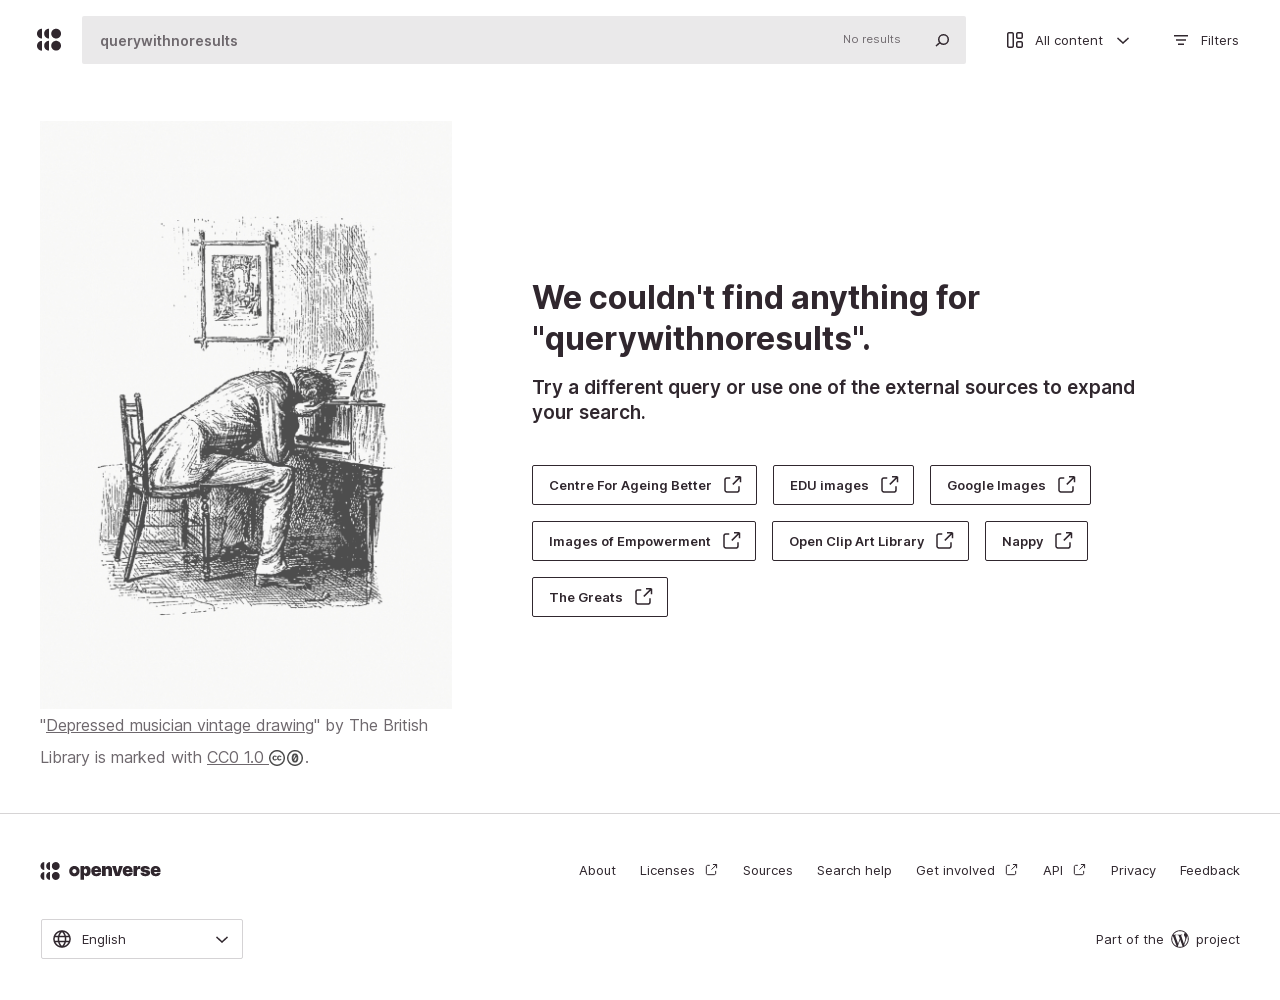 querywithnoresults
No results
All content
Filters
We couldn't find anything for
"querywithnoresults".
Try a different query or use one of the external sources to expand
your search.
Centre For Ageing Better
EDU images
Google Images
Images of Empowerment
Open Clip Art Library
Nappy
The Greats
"Depressed musician vintage drawing" by The British
Library is marked with CC0 1.0 .
openverse
About
Licenses
Sources
Search help
Get involved
API
Privacy
Feedback
English
Part of the project